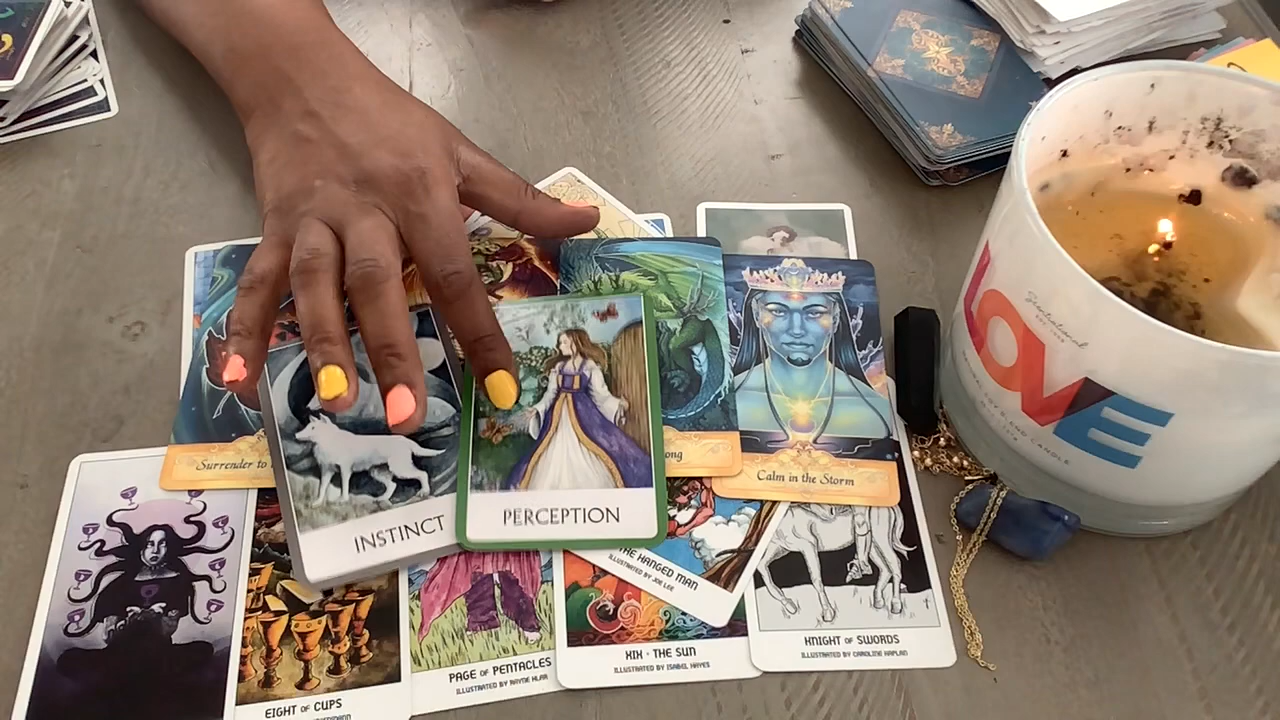 Surrender to
ong
Calm in the Storm
INSTINCT
PERCEPTION
THE HANGED MAN
ILLUSTRATED BY JOE LEE
KNIGHT OF SWORDS
ILLUSTRATED BY CAROLINE KAPLAN
XIX · THE SUN
ILLUSTRATED BY ISABEL HAYES
PAGE OF PENTACLES
ILLUSTRATED BY RAYNE KLAR
EIGHT OF CUPS
LOVE